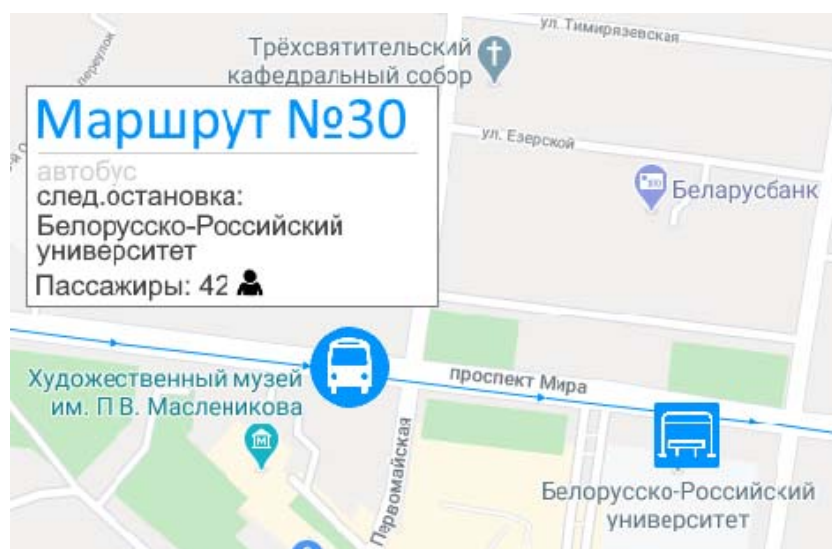 ул. Тимирязевская
Трёхсвятительский
кафедральный собор
переулок
Маршрут №30
автобус
след.остановка:
Белорусско-Российский
университет
Пассажиры: 42
ул. Езерской
Беларусбанк
проспект Мира
Художественный музей
им. П В. Масленикова
Первомайская
Белорусско-Российский
университет